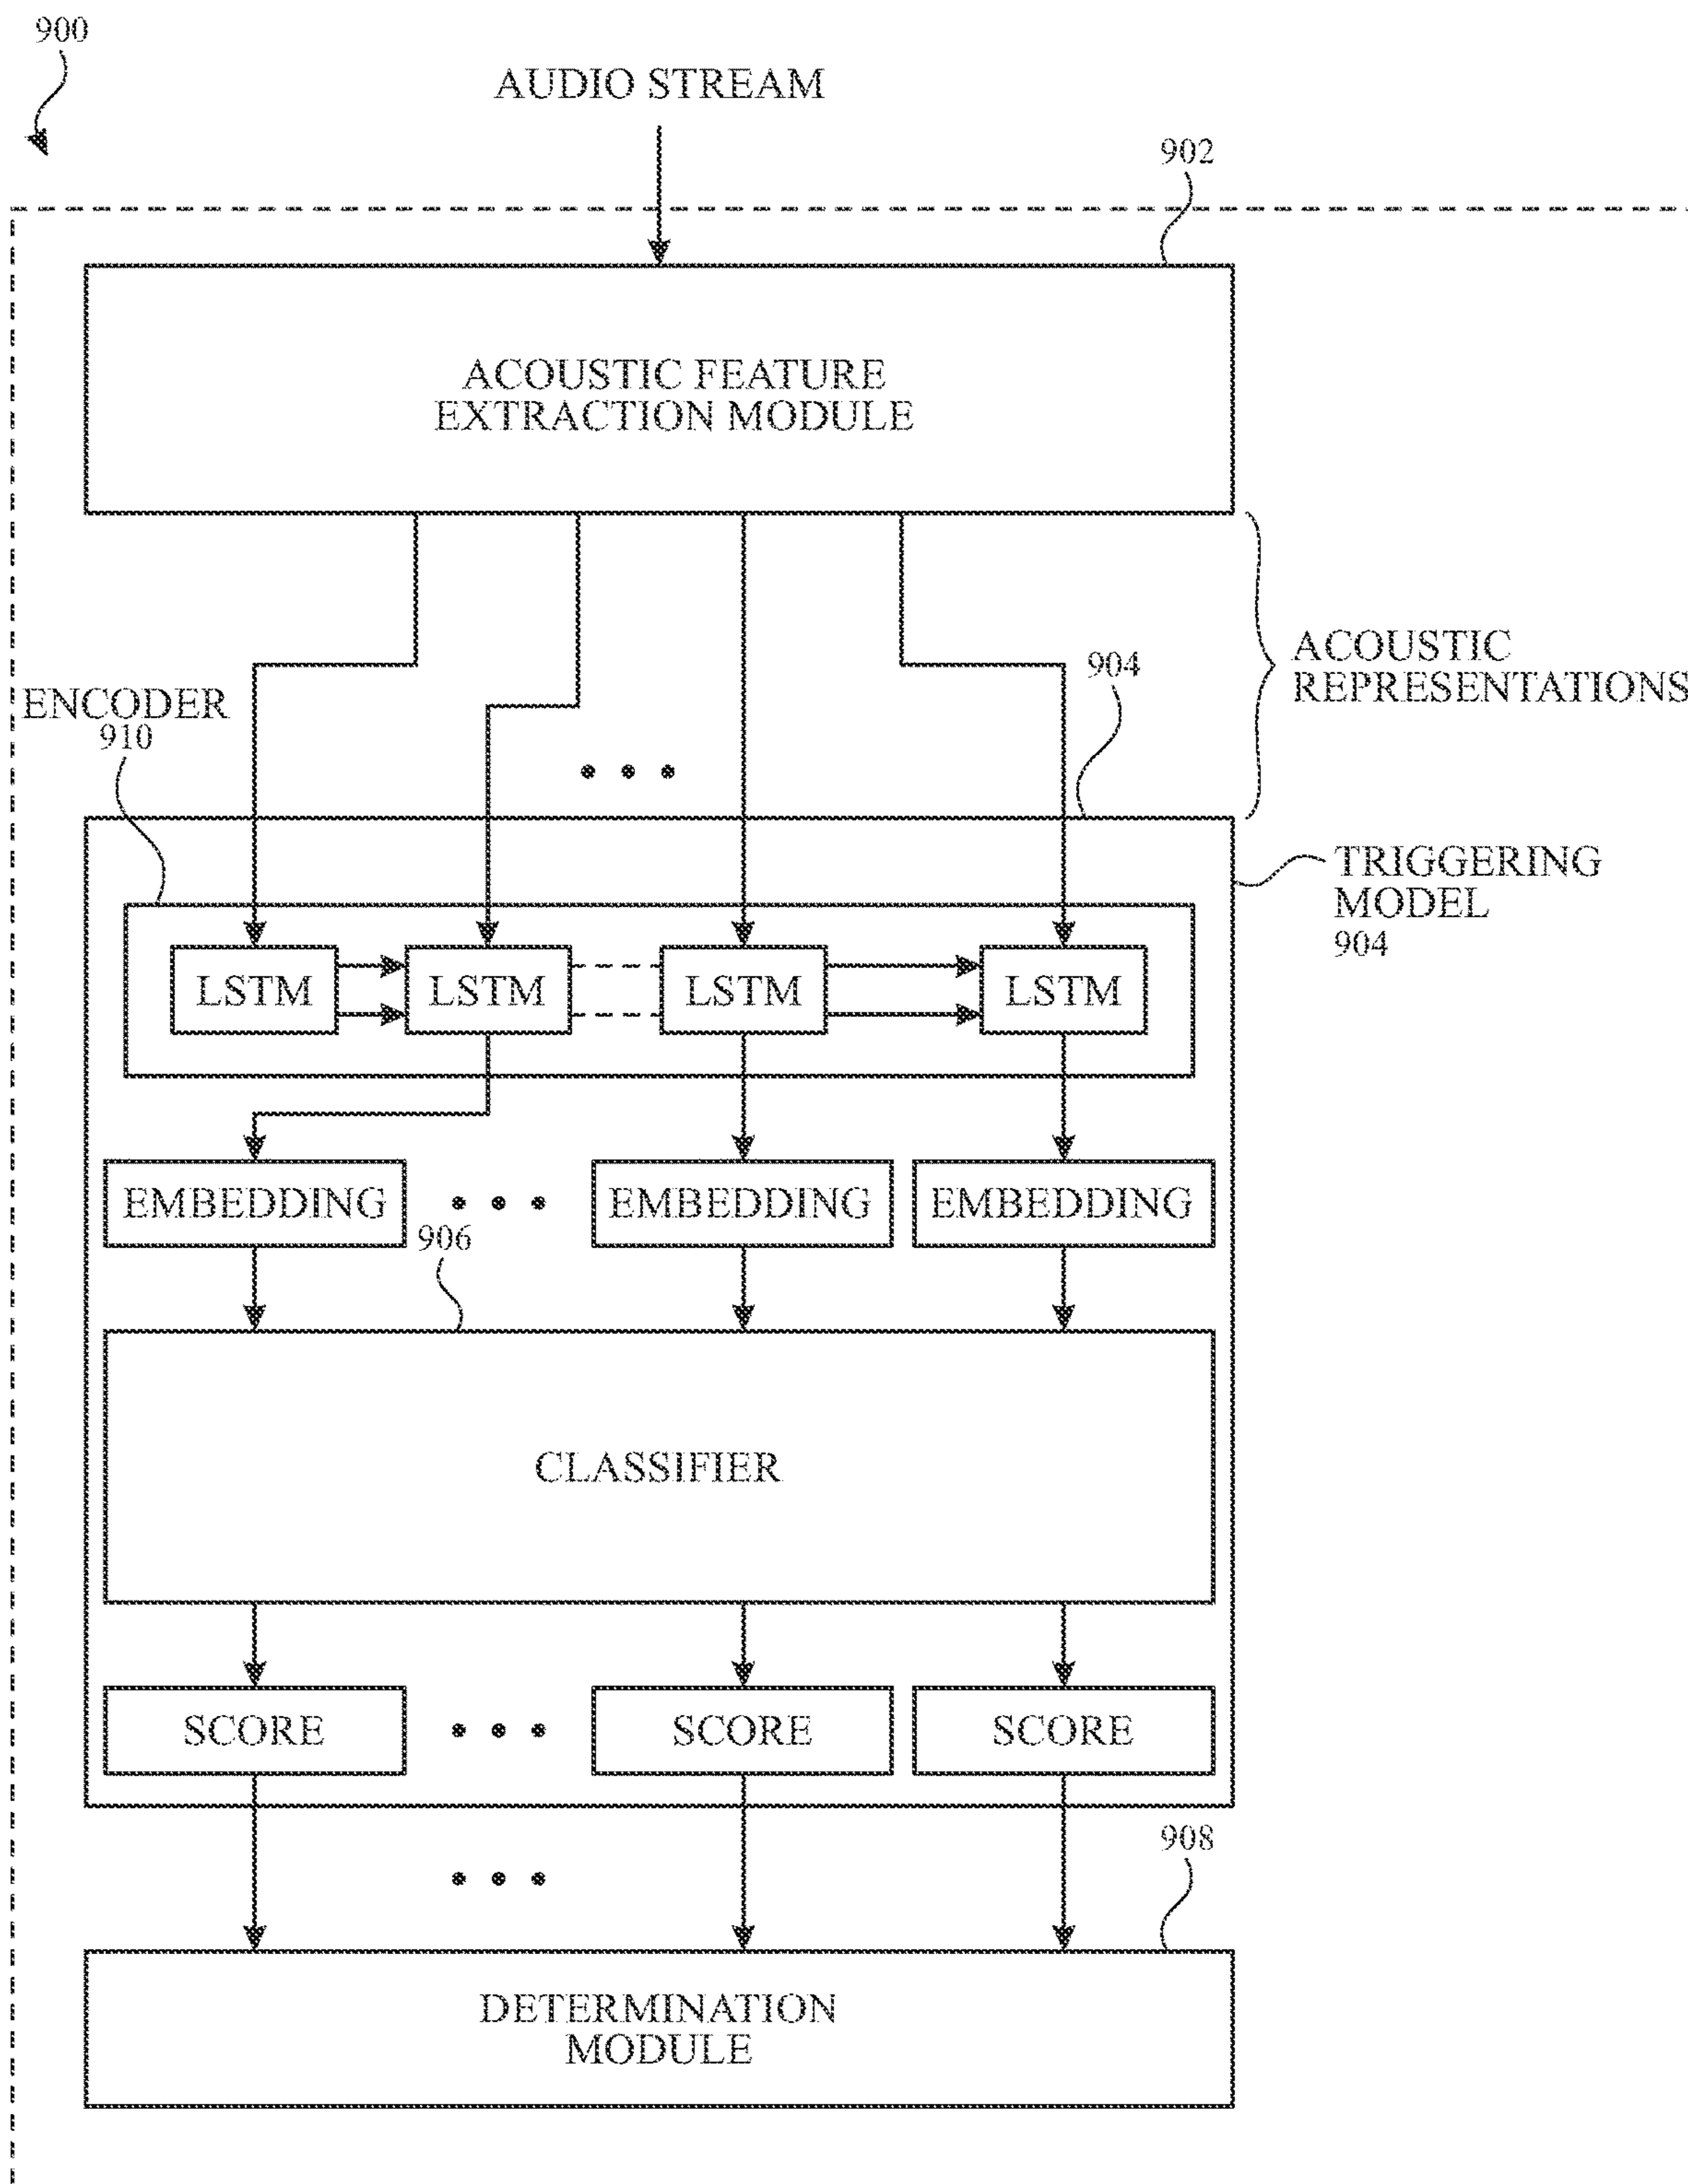 900
AUDIO STREAM
902
ACOUSTIC FEATURE
EXTRACTION MODULE
ACOUSTIC
REPRESENTATIONS
904
ENCODER
910
TRIGGERING
MODEL
904
LSTM LSTM LSTM LSTM
EMBEDDING EMBEDDING EMBEDDING
906
CLASSIFIER
SCORE SCORE SCORE
908
DETERMINATION
MODULE